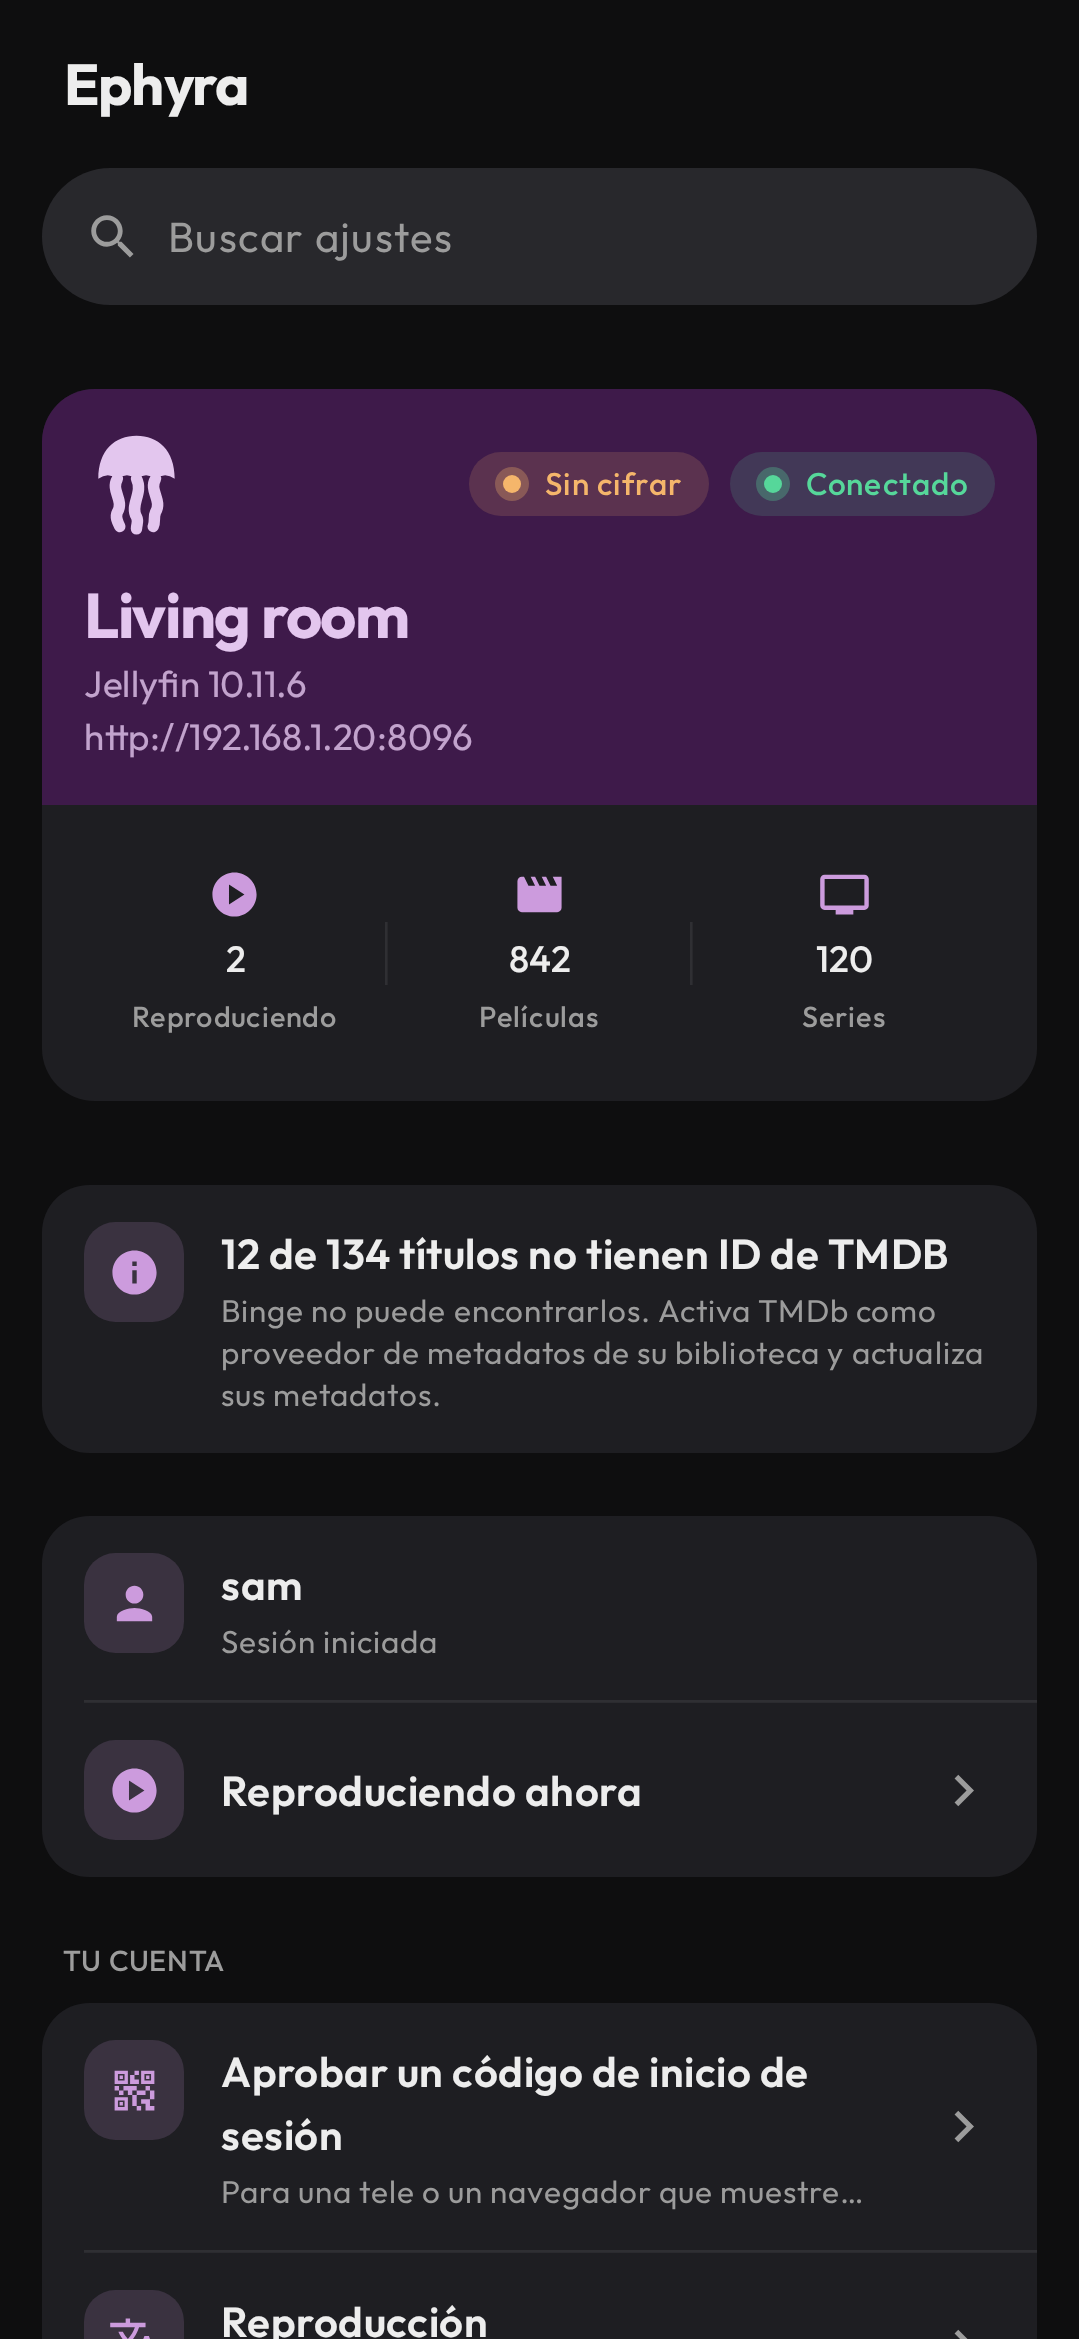 Ephyra
Buscar ajustes
Sin cifrar
Conectado
Living room
Jellyfin 10.11.6
http://192.168.1.20:8096
2
842
120
Reproduciendo
Películas
Series
12 de 134 títulos no tienen ID de TMDB
Binge no puede encontrarlos. Activa TMDb como
proveedor de metadatos de su biblioteca y actualiza
sus metadatos.
sam
Sesión iniciada
Reproduciendo ahora
TU CUENTA
Aprobar un código de inicio de
sesión
Para una tele o un navegador que muestre…
Reproducción